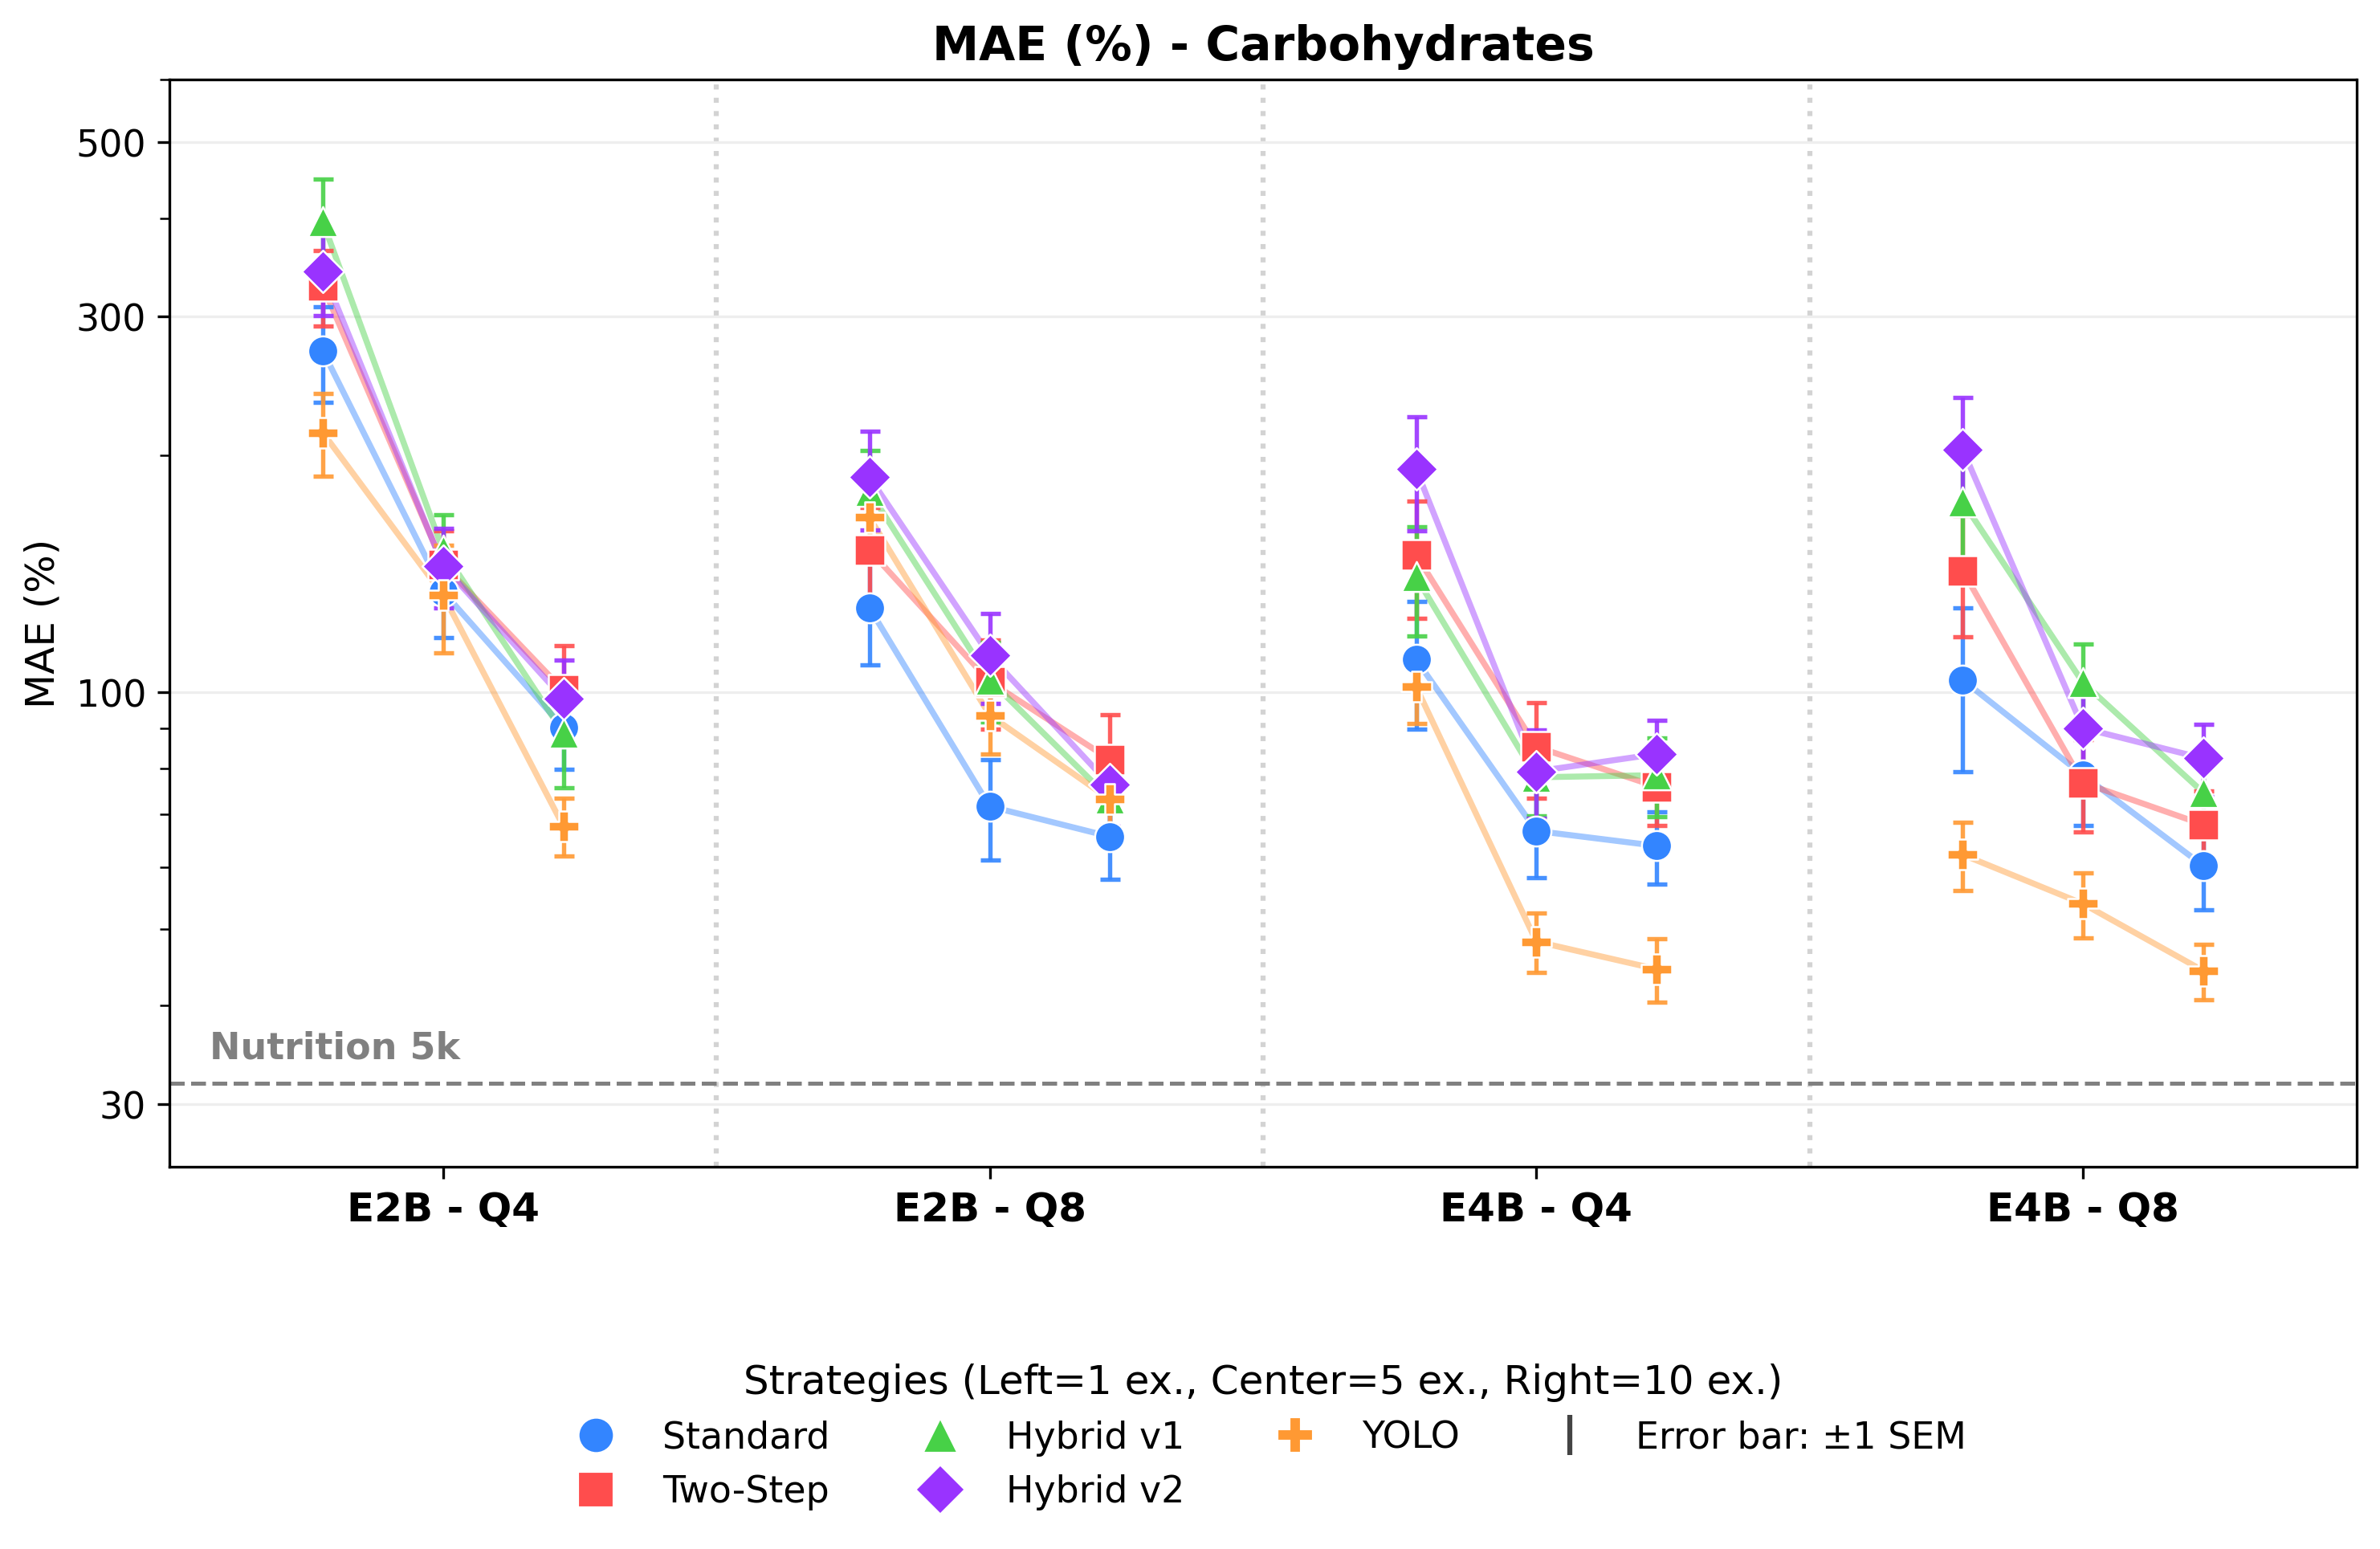 MAE (%) - Carbohydrates
MAE (%)
500
300
100
30
Nutrition 5k
E2B - Q4
E2B - Q8
E4B - Q4
E4B - Q8
Strategies (Left=1 ex., Center=5 ex., Right=10 ex.)
Standard
Two-Step
Hybrid v1
Hybrid v2
YOLO
Error bar: ±1 SEM